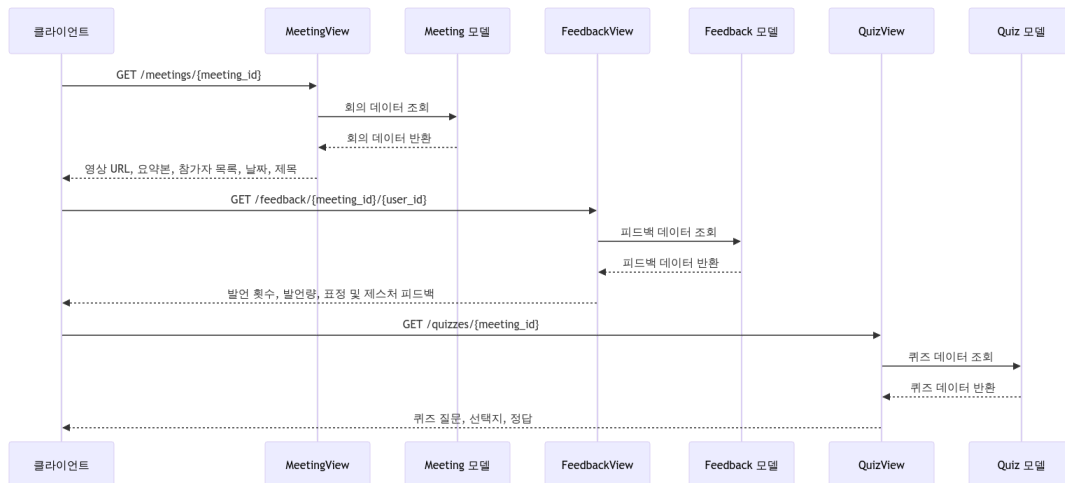 클라이언트
MeetingView
Meeting 모델
FeedbackView
Feedback 모델
QuizView
Quiz 모델
GET /meetings/{meeting_id}
회의 데이터 조회
회의 데이터 반환
영상 URL, 요약본, 참가자 목록, 날짜, 제목
GET /feedback/{meeting_id}/{user_id}
피드백 데이터 조회
피드백 데이터 반환
발언 횟수, 발언량, 표정 및 제스처 피드백
GET /quizzes/{meeting_id}
퀴즈 데이터 조회
퀴즈 데이터 반환
퀴즈 질문, 선택지, 정답
클라이언트
MeetingView
Meeting 모델
FeedbackView
Feedback 모델
QuizView
Quiz 모델